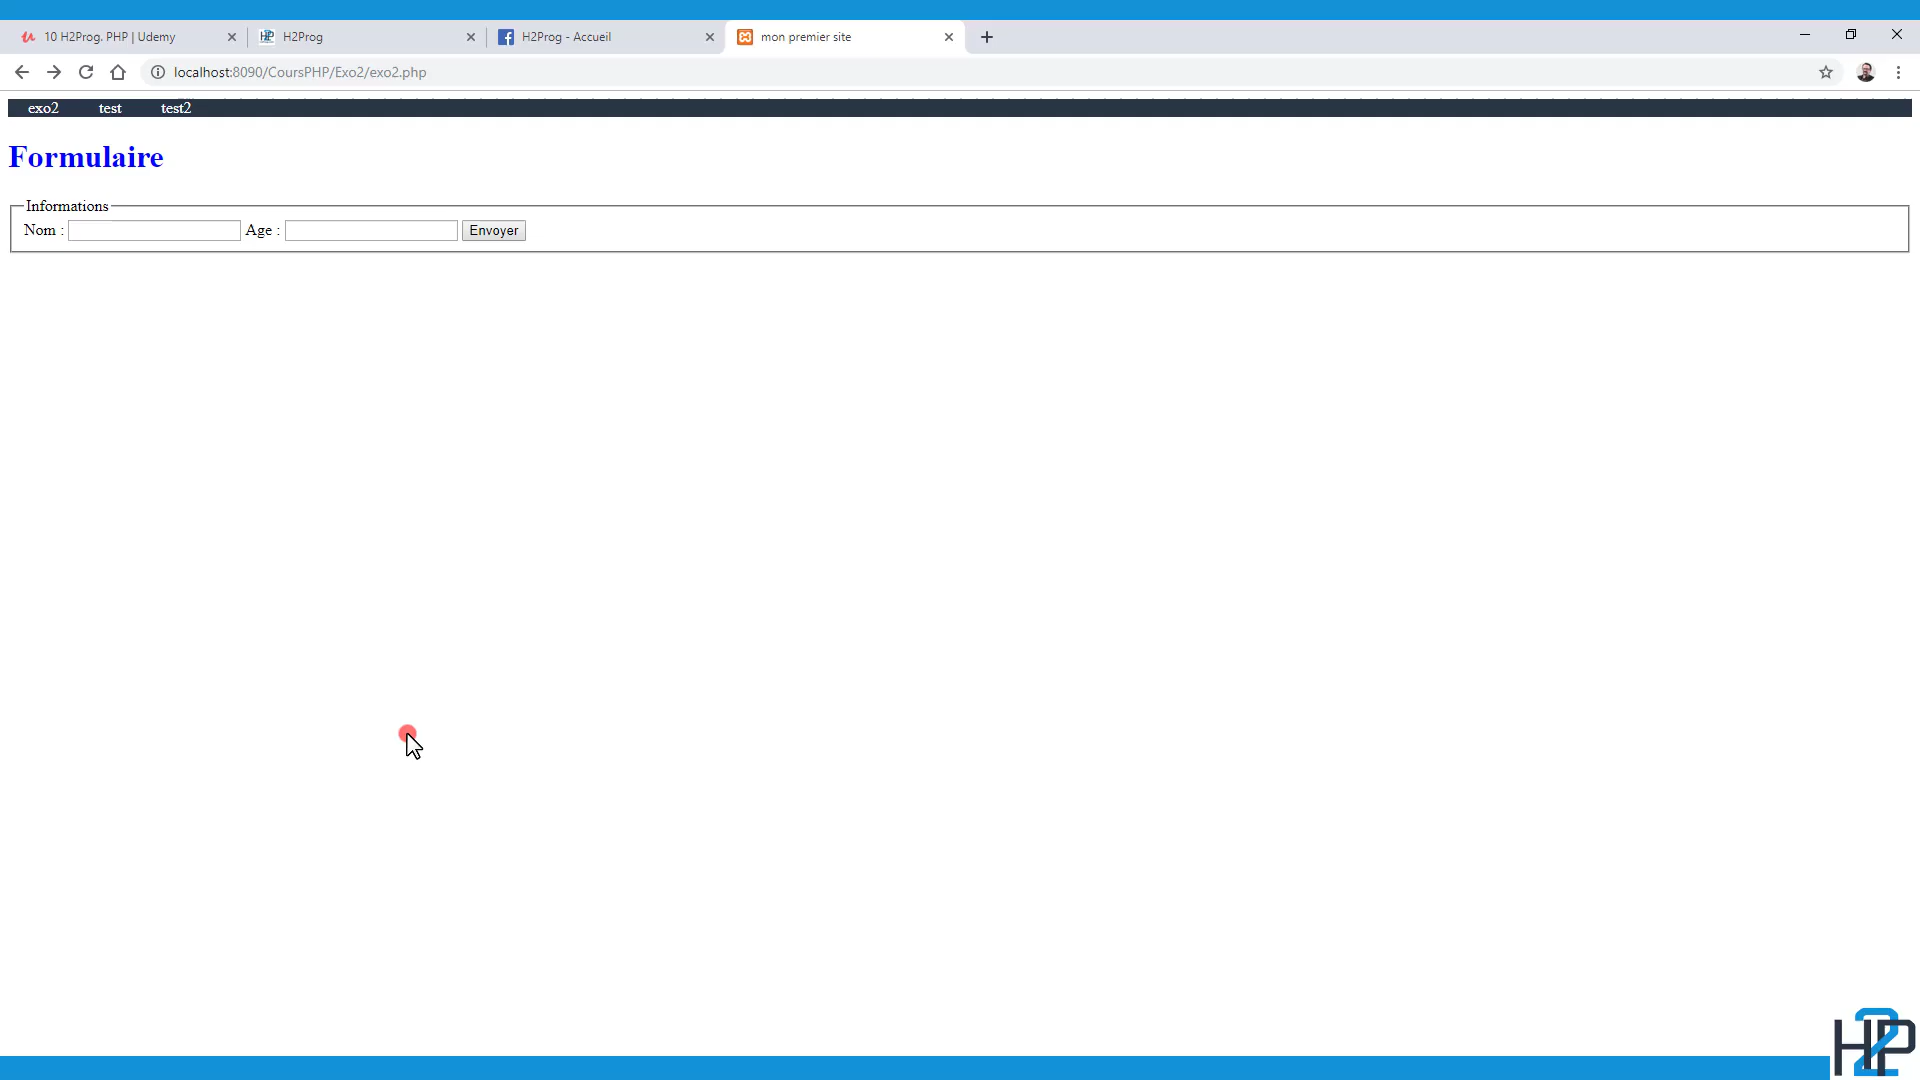 10 H2Prog. PHP | Udemy
H2Prog
H2Prog - Accueil
mon premier site
localhost:8090/CoursPHP/Exo2/exo2.php
exo2 test test2
Formulaire
Informations
Nom : Age : Envoyer
H2P